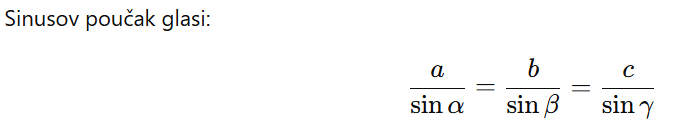 Sinusov poučak glasi:
a/sin α = b/sin β = c/sin γ